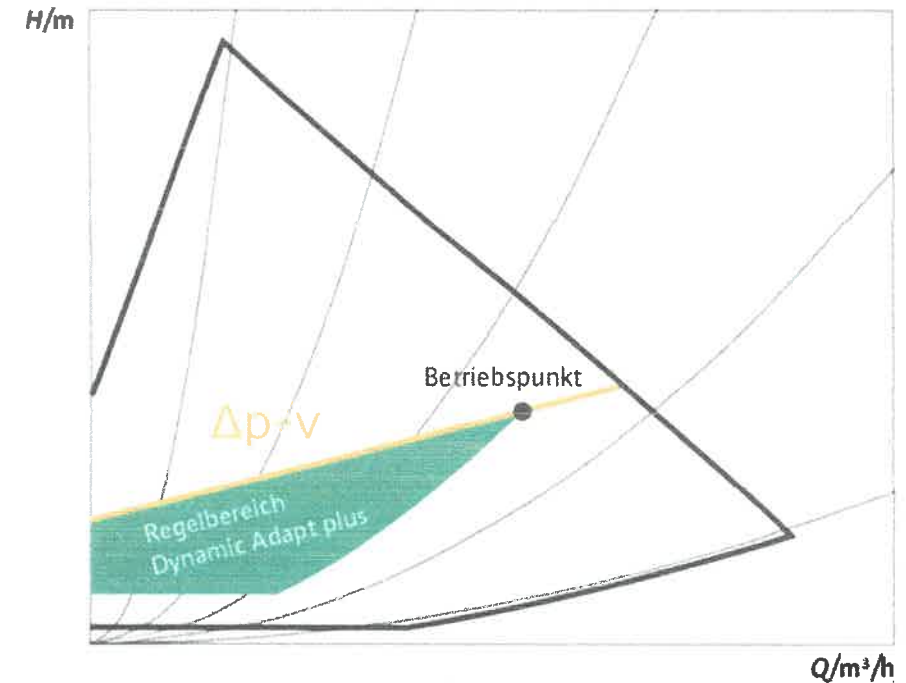 H/m
Betriebspunkt
Δp-v
Regelbereich
Dynamic Adapt plus
Q/m³/h